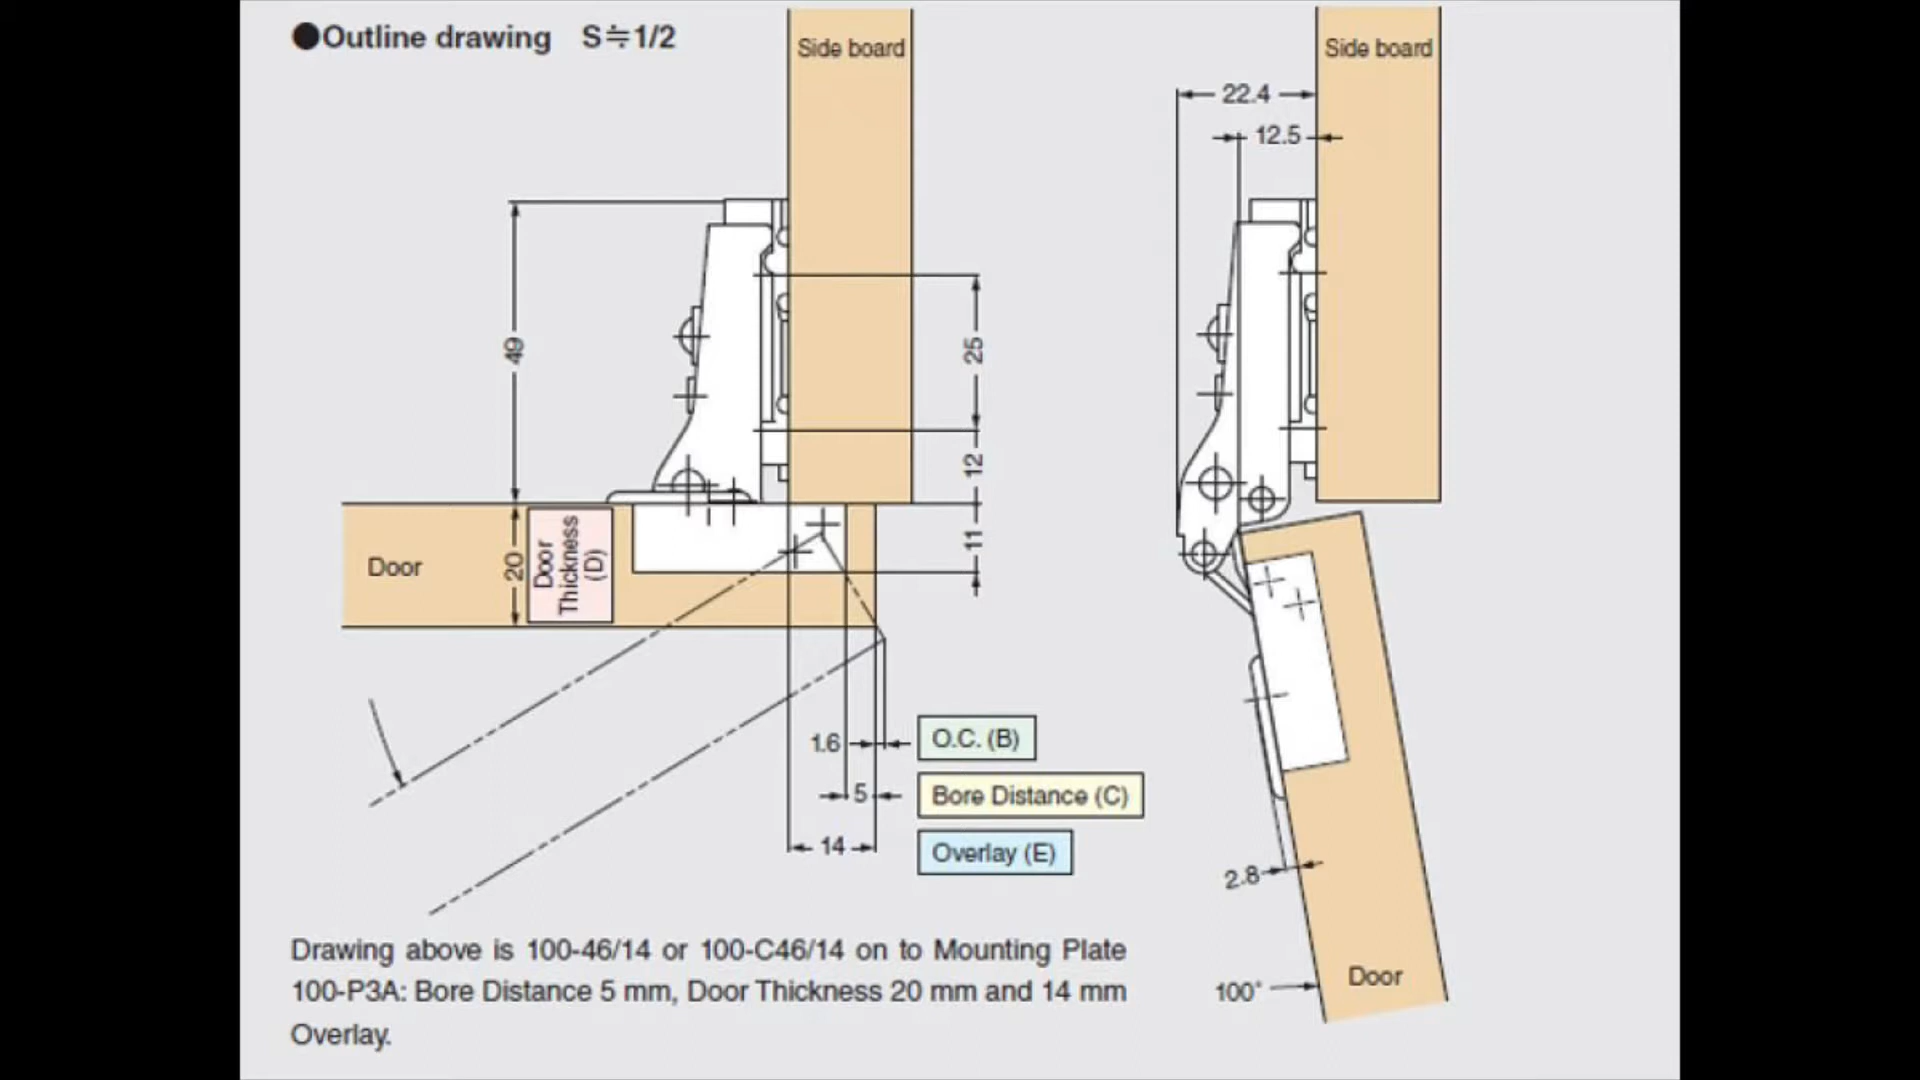 ●Outline drawing S≒1/2
Side board
Side board
22.4
12.5
49
25
12
11
Door
20
Door
Thickness
(D)
1.6
O.C. (B)
5
Bore Distance (C)
14
Overlay (E)
2.8
100°
Door
Drawing above is 100-46/14 or 100-C46/14 on to Mounting Plate
100-P3A: Bore Distance 5 mm, Door Thickness 20 mm and 14 mm
Overlay.